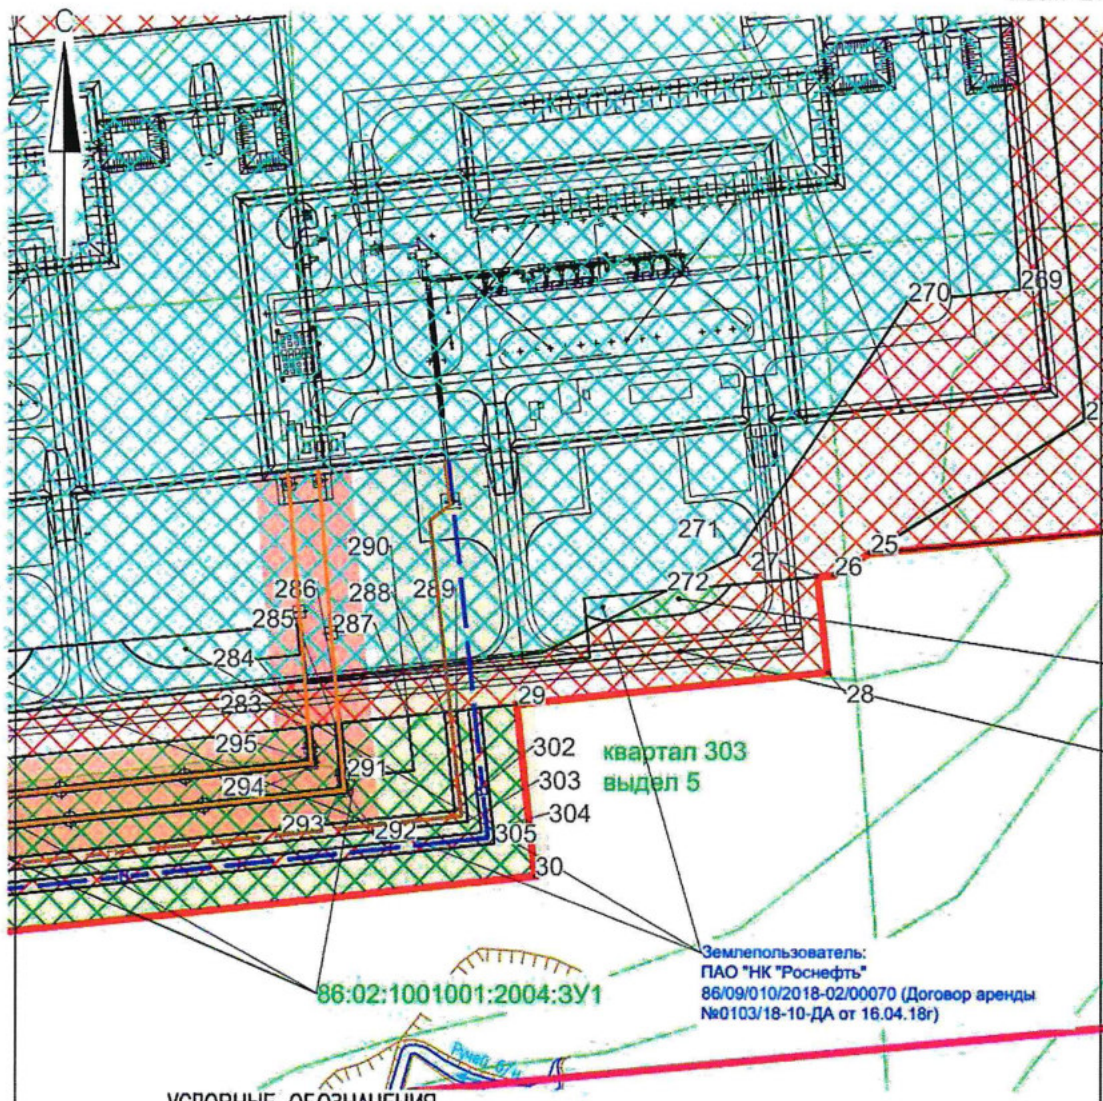 С
270
269
271
25
26
27
272
290
286
288
289
285
287
284
28
283
29
295
302
квартал 303
291
303
выдел 5
294
304
293
292
305
30
Землепользователь:
ПАО "НК "Роснефть"
86:02:1001001:2004:ЗУ1
86/09/010/2018-02/00070 (Договор аренды
№0103/18-10-ДА от 16.04.18г)
Ручей б/н
УСЛОВНЫЕ ОБОЗНАЧЕНИЯ